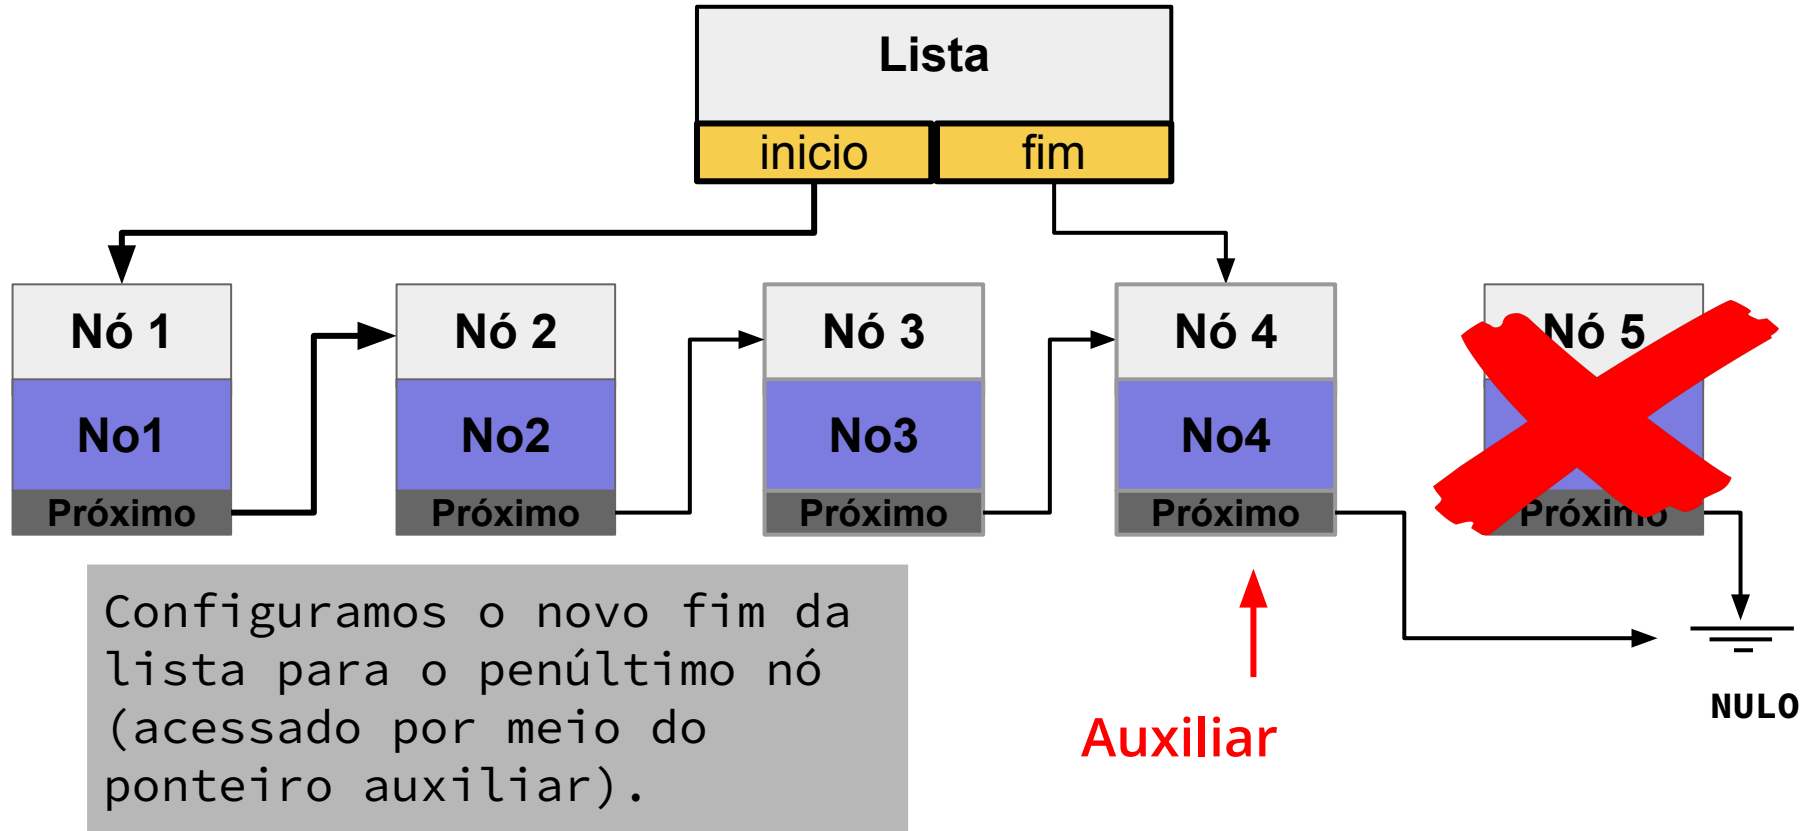 Lista
inicio
fim
Nó 1
Nó 2
Nó 3
Nó 4
Nó 5
No1
No2
No3
No4
Próximo
Próximo
Próximo
Próximo
Próximo
Configuramos o novo fim da
lista para o penúltimo nó
(acessado por meio do
ponteiro auxiliar).
Auxiliar
NULO